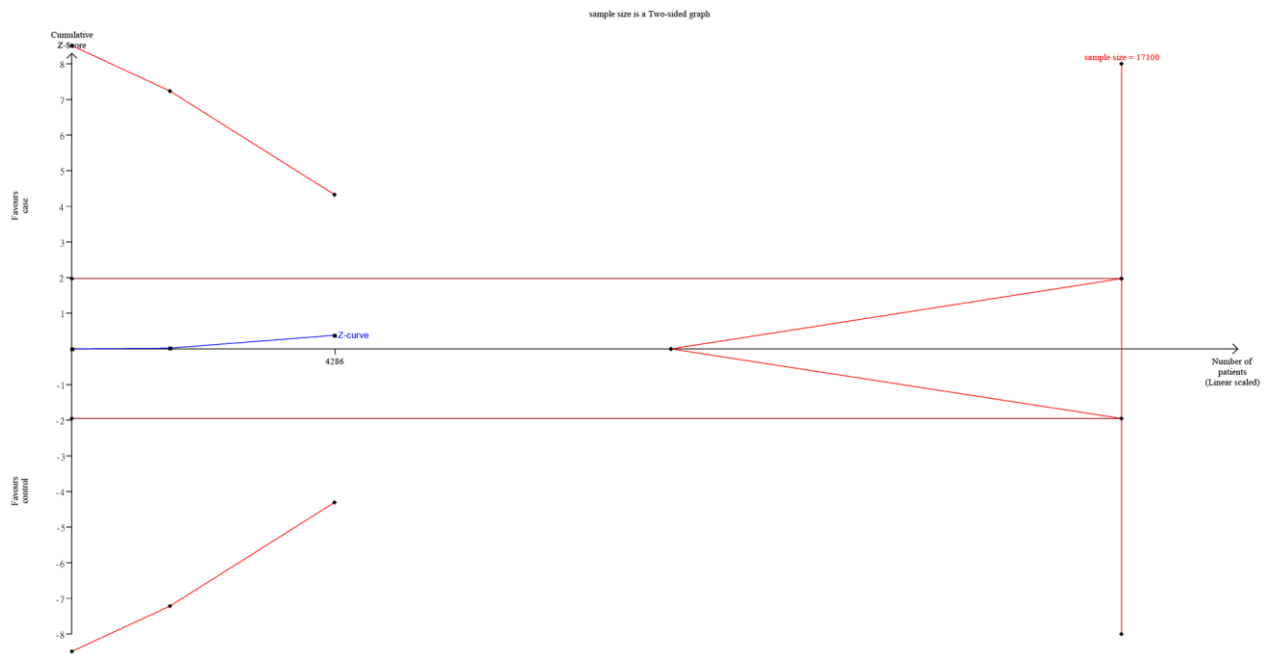 sample size is a Two-sided graph
Cumulative
Z-Score
sample size = 17100
8
7
6
5
4
3
2
1
-1
-2
-3
-4
-5
-6
-7
-8
Favours
case
Favours
control
Z-curve
4286
Number of
patients
(Linear scaled)